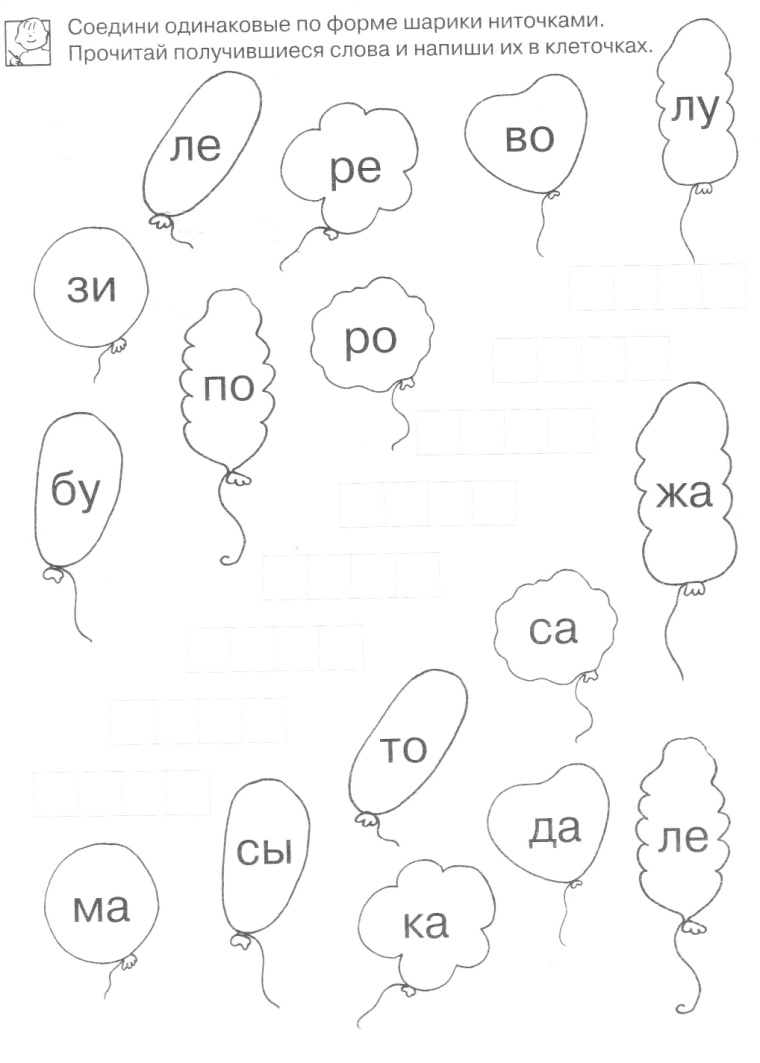 Соедини одинаковые по форме шарики ниточками.
Прочитай получившиеся слова и напиши их в клеточках.
ле
ре
во
лу
зи
по
ро
бу
жа
са
то
сы
да
ле
ма
ка